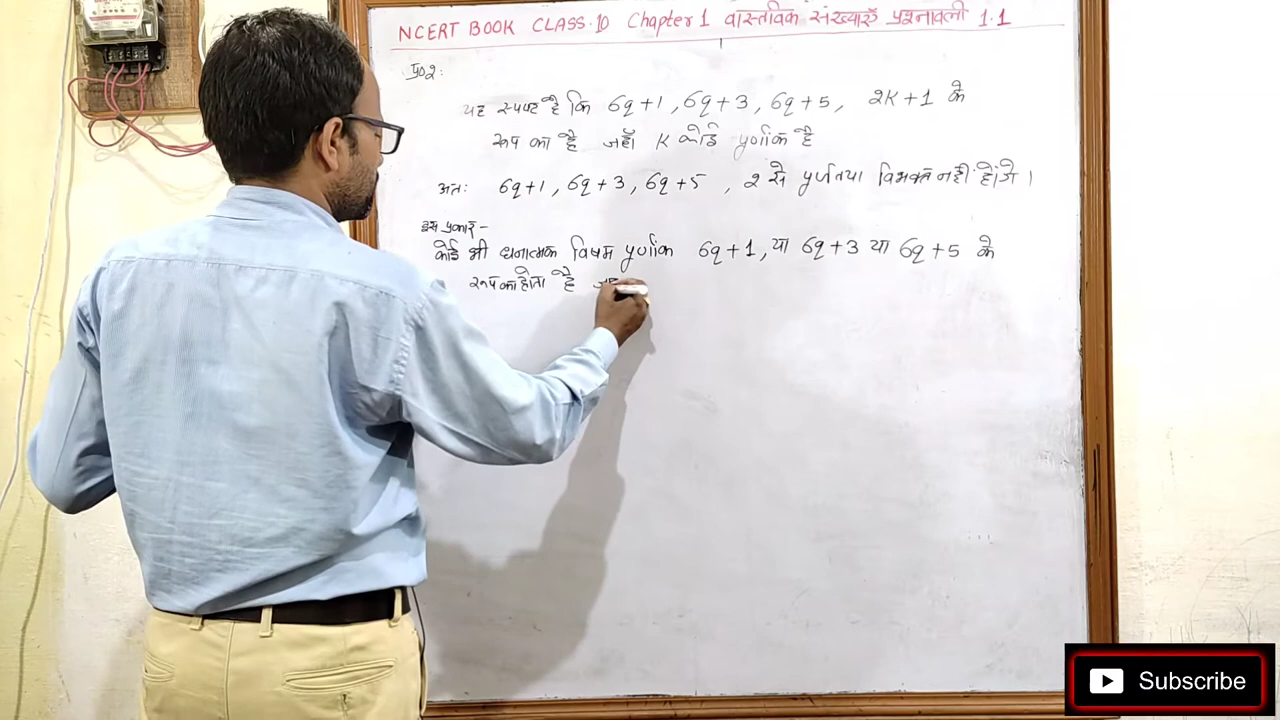 NCERT BOOK CLASS-10 Chapter 1 वास्तविक संख्याएँ प्रश्नावली 1.1
प्र०2:
यह स्पष्ट है कि 6q+1, 6q+3, 6q+5, 2K+1 के
रूप का है जहाँ K कोई पूर्णांक है
अतः 6q+1, 6q+3, 6q+5, 2 से पूर्णतया विभक्त नही होंगे।
इस प्रकार-
कोई भी धनात्मक विषम पूर्णांक 6q+1, या 6q+3 या 6q+5 के
रूप का होता है
Subscribe